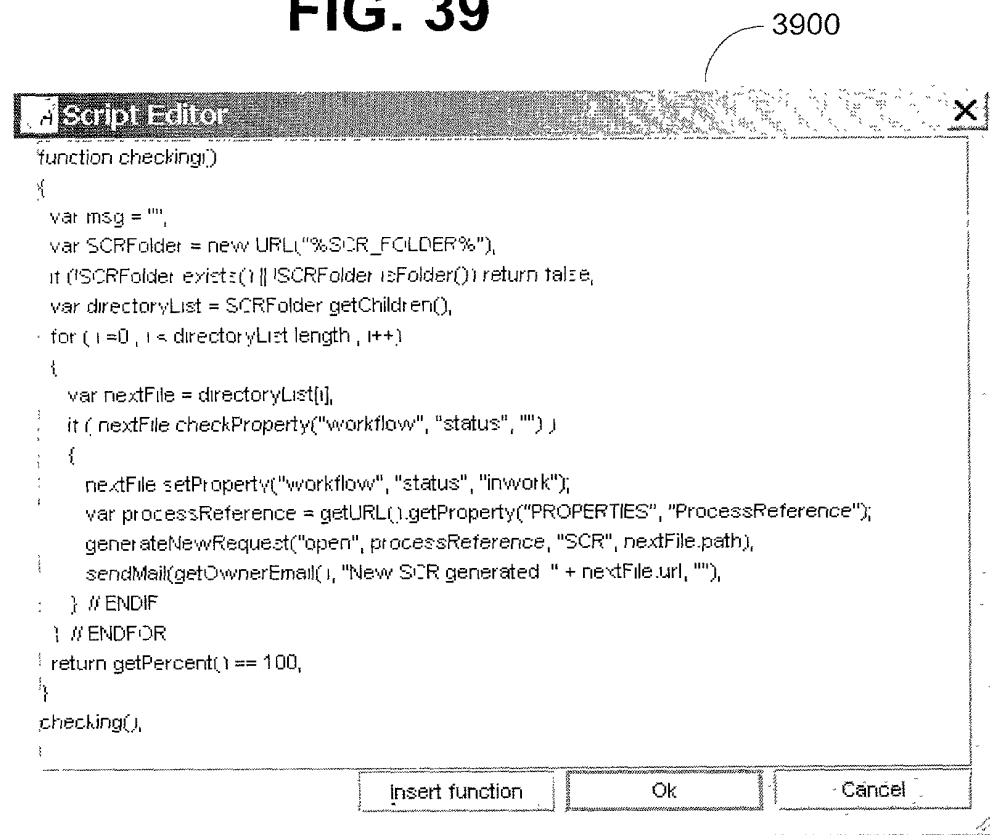 FIG. 39
3900
Script Editor
function checking()
{
var msg = "";
var SCRFolder = new URL("%SCR_FOLDER%");
if (!SCRFolder.exists() || !SCRFolder.isFolder()) return false;
var directoryList = SCRFolder.getChildren();
for ( i =0 ; i < directoryList.length ; i++)
{
var nextFile = directoryList[i];
if ( nextFile.checkProperty("workflow", "status", "") )
{
nextFile.setProperty("workflow", "status", "inwork");
var processReference = getURL().getProperty("PROPERTIES", "ProcessReference");
generateNewRequest("open", processReference, "SCR", nextFile.path);
sendMail(getOwnerEmail(), "New SCR generated " + nextFile.url, "");
} // ENDIF
} // ENDFOR
return getPercent() == 100;
}
checking();
Insert function
Ok
Cancel